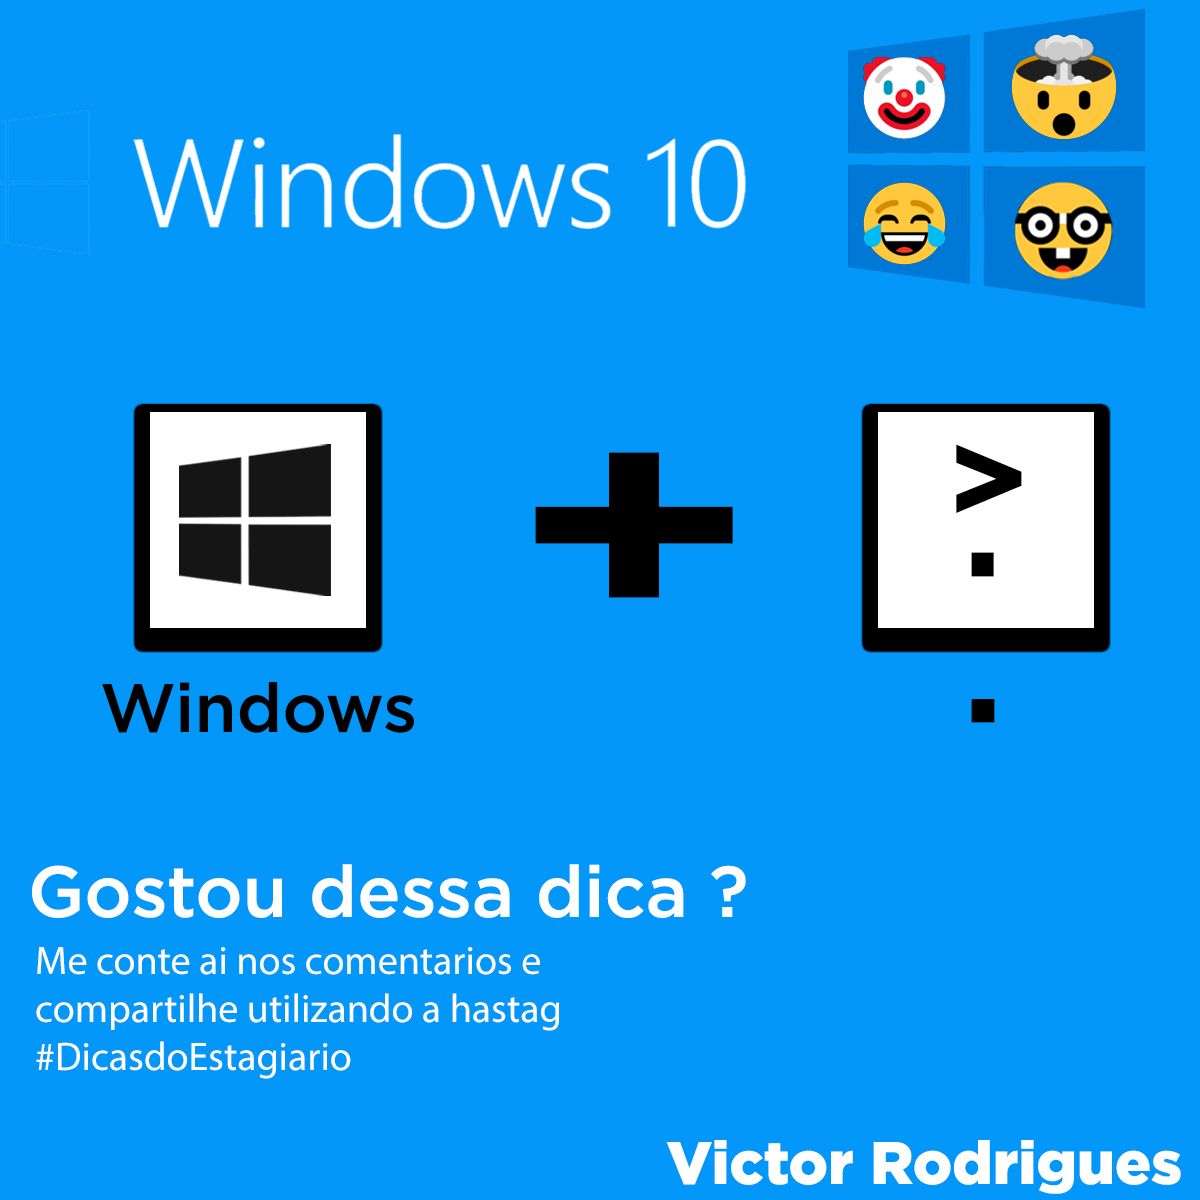 Windows 10
>
.
Windows
.
Gostou dessa dica ?
Me conte ai nos comentarios e
compartilhe utilizando a hastag
#DicasdoEstagiario
Victor Rodrigues